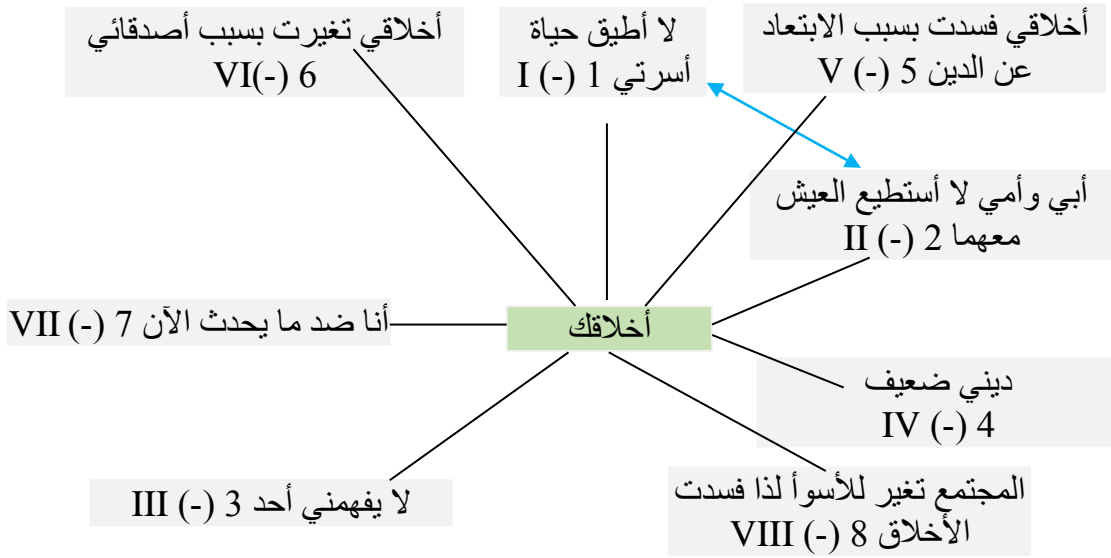 أخلاقي فسدت بسبب الابتعاد
عن الدين 5 (-) V
لا أطيق حياة
أسرتي 1 (-) I
أخلاقي تغيرت بسبب أصدقائي
6 (-)VI
أبي وأمي لا أستطيع العيش
معهما 2 (-) II
أخلاقك
أنا ضد ما يحدث الآن 7 (-) VII
ديني ضعيف
4 (-) IV
المجتمع تغير للأسوأ لذا فسدت
الأخلاق 8 (-) VIII
لا يفهمني أحد 3 (-) III